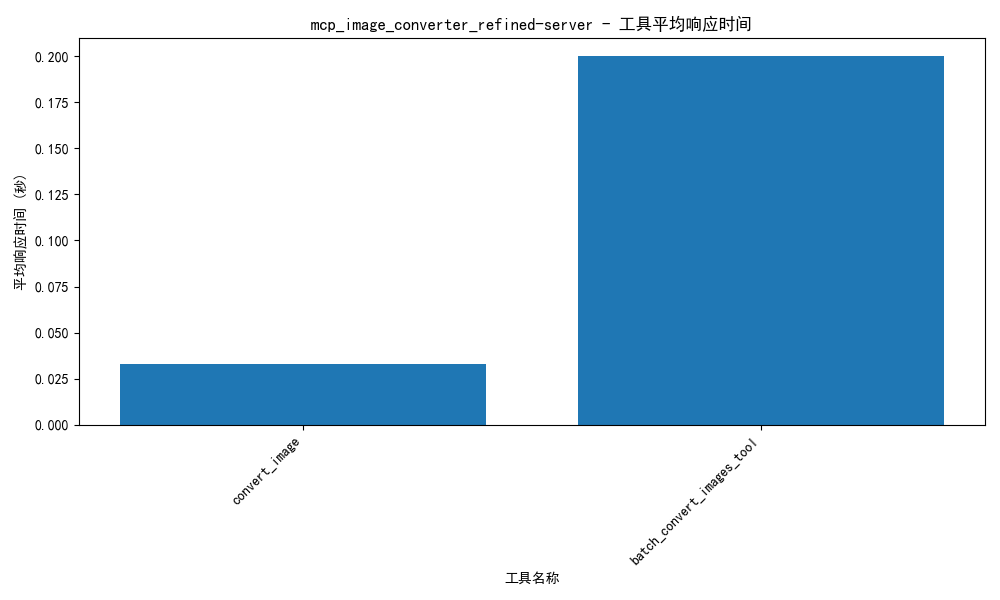 mcp_image_converter_refined-server - 工具平均响应时间
平均响应时间 (秒)
0.200
0.175
0.150
0.125
0.100
0.075
0.050
0.025
0.000
convert_image
batch_convert_images_tool
工具名称